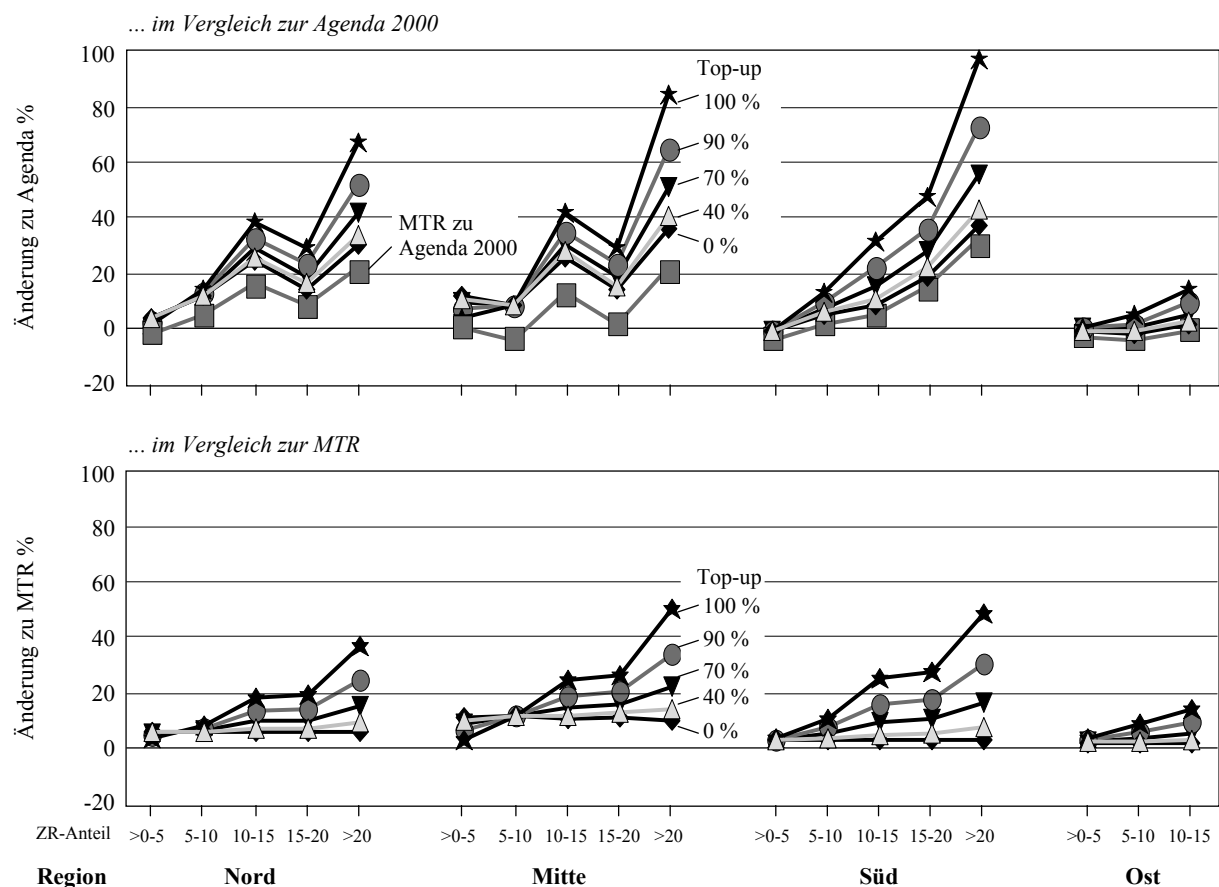 ... im Vergleich zur Agenda 2000
Änderung zu Agenda %
100
80
60
40
20
0
-20
MTR zu
Agenda 2000
Top-up
100 %
90 %
70 %
40 %
0 %
... im Vergleich zur MTR
Änderung zu MTR %
100
80
60
40
20
0
-20
Top-up
100 %
90 %
70 %
40 %
0 %
ZR-Anteil >0-5 5-10 10-15 15-20 >20 >0-5 5-10 10-15 15-20 >20 >0-5 5-10 10-15 15-20 >20 >0-5 5-10 10-15
Region Nord Mitte Süd Ost